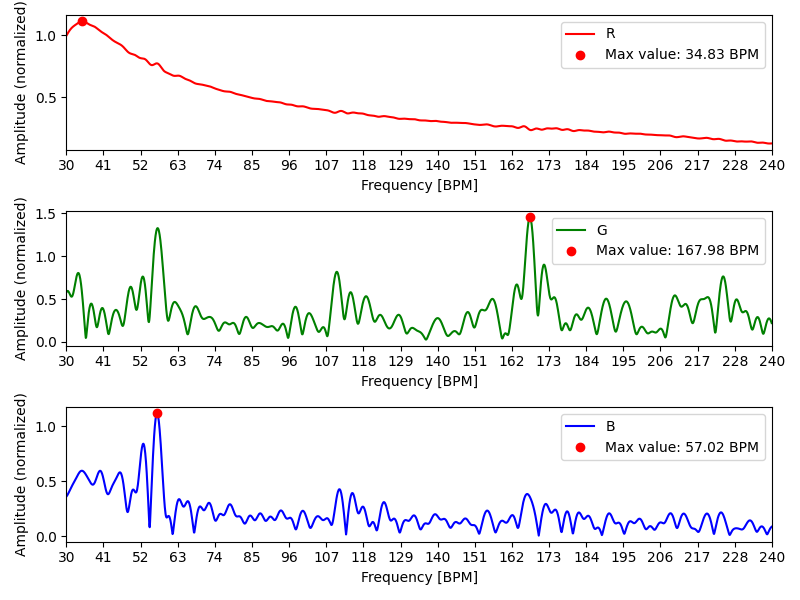 Amplitude (normalized)
1.0
0.5
R
Max value: 34.83 BPM
30 41 52 63 74 85 96 107 118 129 140 151 162 173 184 195 206 217 228 240
Frequency [BPM]
Amplitude (normalized)
1.5
1.0
0.5
0.0
G
Max value: 167.98 BPM
30 41 52 63 74 85 96 107 118 129 140 151 162 173 184 195 206 217 228 240
Frequency [BPM]
Amplitude (normalized)
1.0
0.5
0.0
B
Max value: 57.02 BPM
30 41 52 63 74 85 96 107 118 129 140 151 162 173 184 195 206 217 228 240
Frequency [BPM]